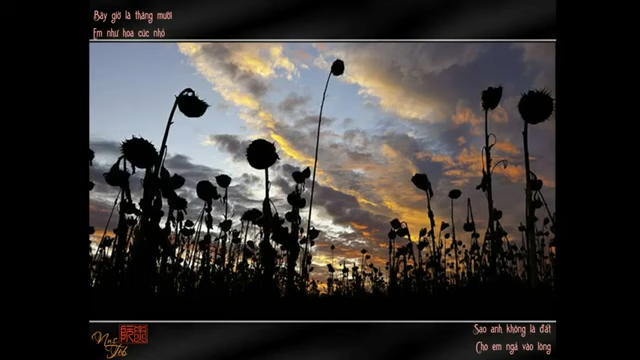 Bây giờ là tháng mười
Em như hoa cúc nhỏ
Sao anh không là đất
Cho em ngả vào lòng